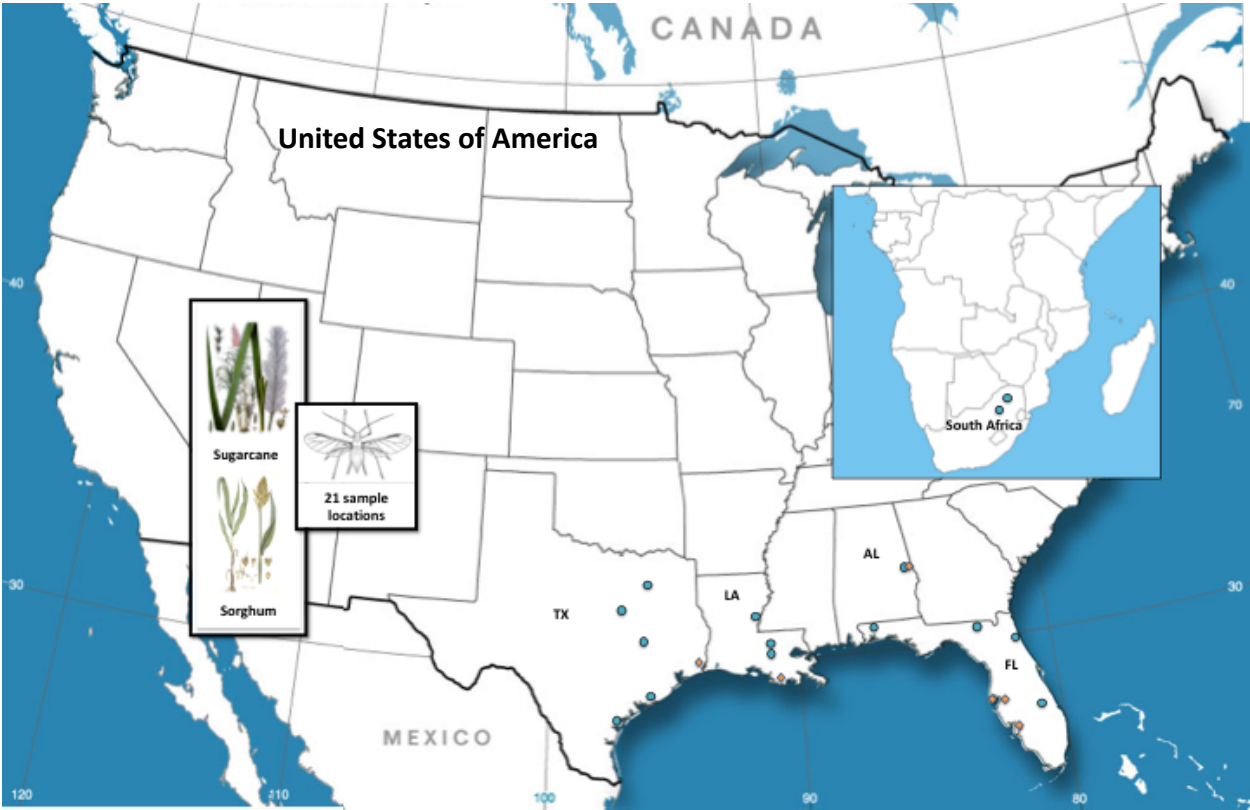 CANADA
United States of America
40
40
Sugarcane
21 sample
locations
Sorghum
South Africa
70
30
30
AL
LA
TX
FL
MEXICO
120
110
100
90
80